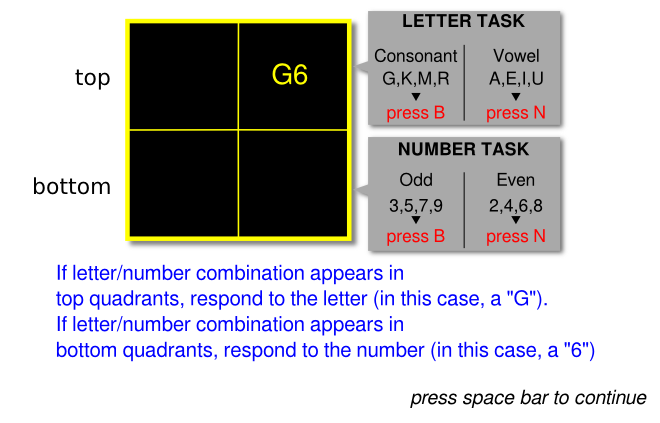 top
G6
bottom
LETTER TASK
Consonant
G,K,M,R
press B
Vowel
A,E,I,U
press N
NUMBER TASK
Odd
3,5,7,9
press B
Even
2,4,6,8
press N
If letter/number combination appears in
top quadrants, respond to the letter (in this case, a "G").
If letter/number combination appears in
bottom quadrants, respond to the number (in this case, a "6")
press space bar to continue